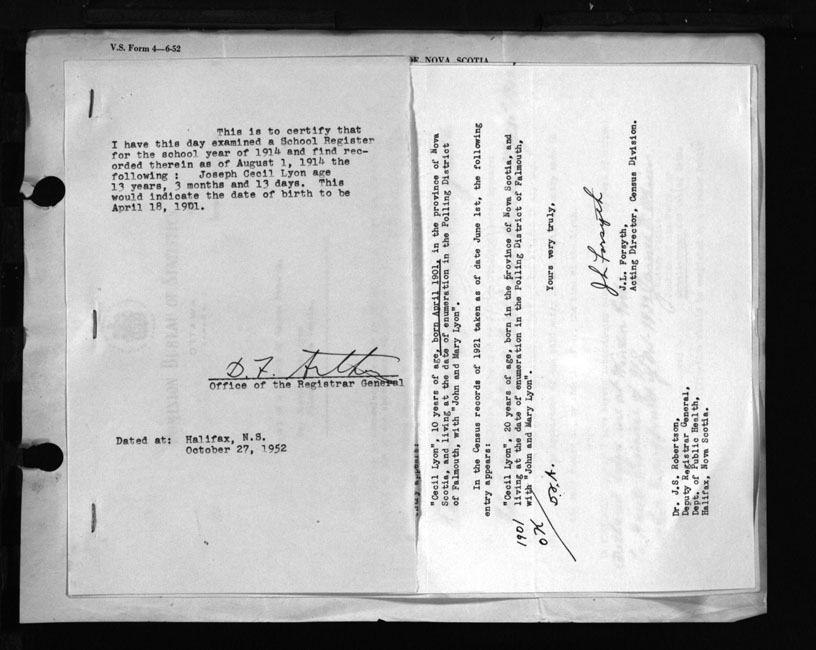 V.S. Form 4—6-52
OF NOVA SCOTIA
This is to certify that
I have this day examined a School Register
for the school year of 1914 and find rec-
orded therein as of August 1, 1914 the
following : Joseph Cecil Lyon age
13 years, 3 months and 13 days. This
would indicate the date of birth to be
April 18, 1901.
Office of the Registrar General
Dated at: Halifax, N.S.
October 27, 1952
"Cecil Lyon", 10 years of age, born April 1901, in the province of Nova
Scotia, and living at the date of enumeration in the Polling District
of Falmouth, with "John and Mary Lyon".
In the Census records of 1921 taken as of date June 1st, the following
entry appears:
"Cecil Lyon". 20 years of age, born in the province of Nova Scotia, and
living at the date of enumeration in the Polling District of Falmouth,
with "John and Mary Lyon".
1901
OK
Yours very truly,
J L Forsyth
J.L. Forsyth,
Acting Director, Census Division.
Dr. J.S. Robertson,
Deputy Registrar General,
Dept. of Public Health,
Halifax, Nova Scotia.